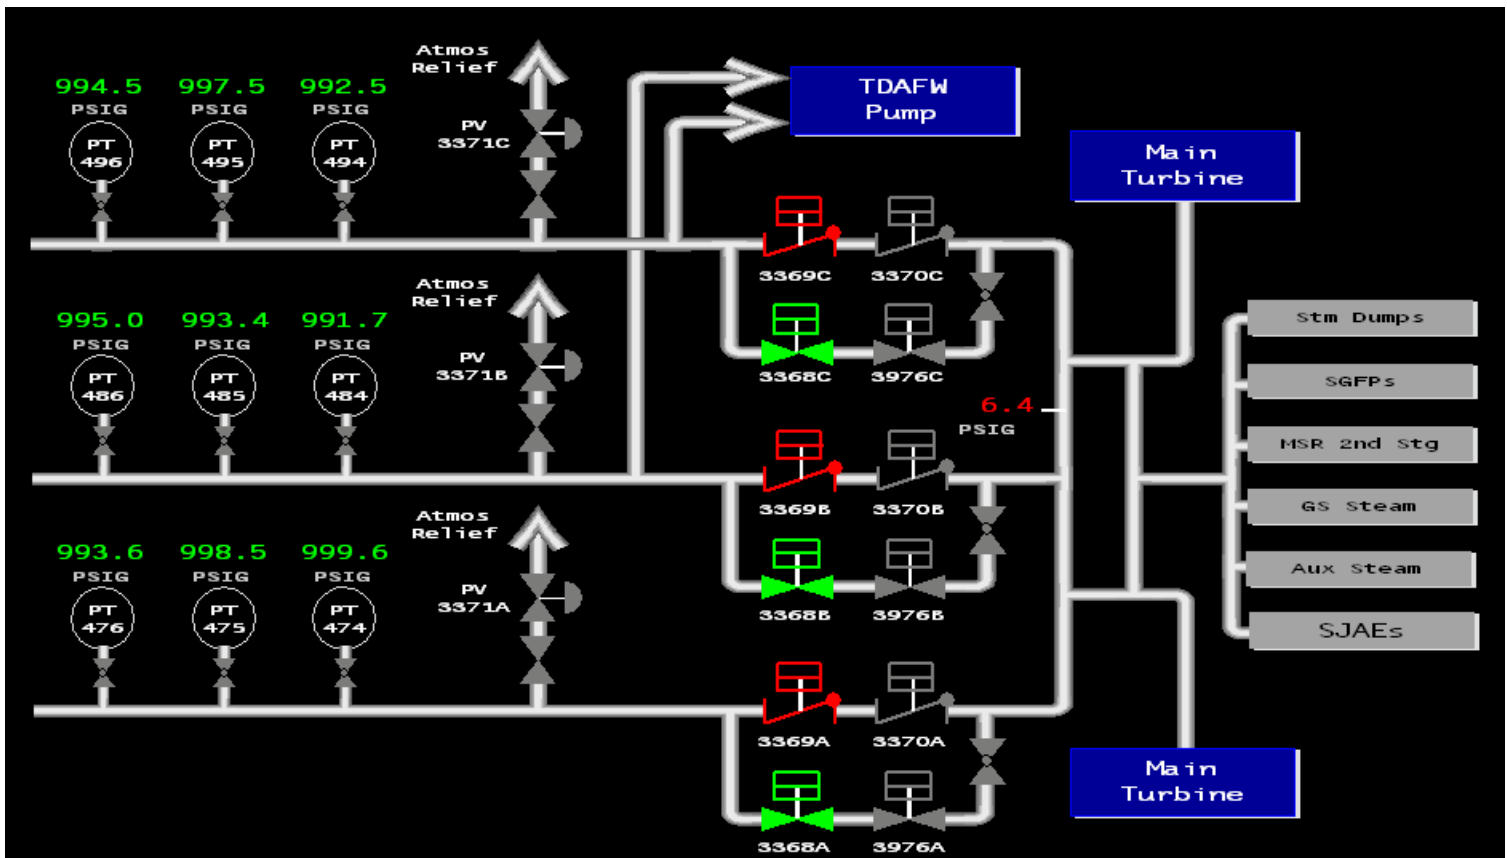 Atmos
Relief
994.5 997.5 992.5
PSIG PSIG PSIG
PT
496
PT
495
PT
494
PV
3371C
TDAFW
Pump
Main
Turbine
3369C 3370C
3368C 3976C
Atmos
Relief
995.0 993.4 991.7
PSIG PSIG PSIG
PT
486
PT
485
PT
484
PV
3371B
6.4
PSIG
3369B 3370B
3368B 3976B
Stm Dumps
SGFPs
MSR 2nd Stg
GS Steam
Aux Steam
SJAEs
Atmos
Relief
993.6 998.5 999.6
PSIG PSIG PSIG
PT
476
PT
475
PT
474
PV
3371A
3369A 3370A
3368A 3976A
Main
Turbine